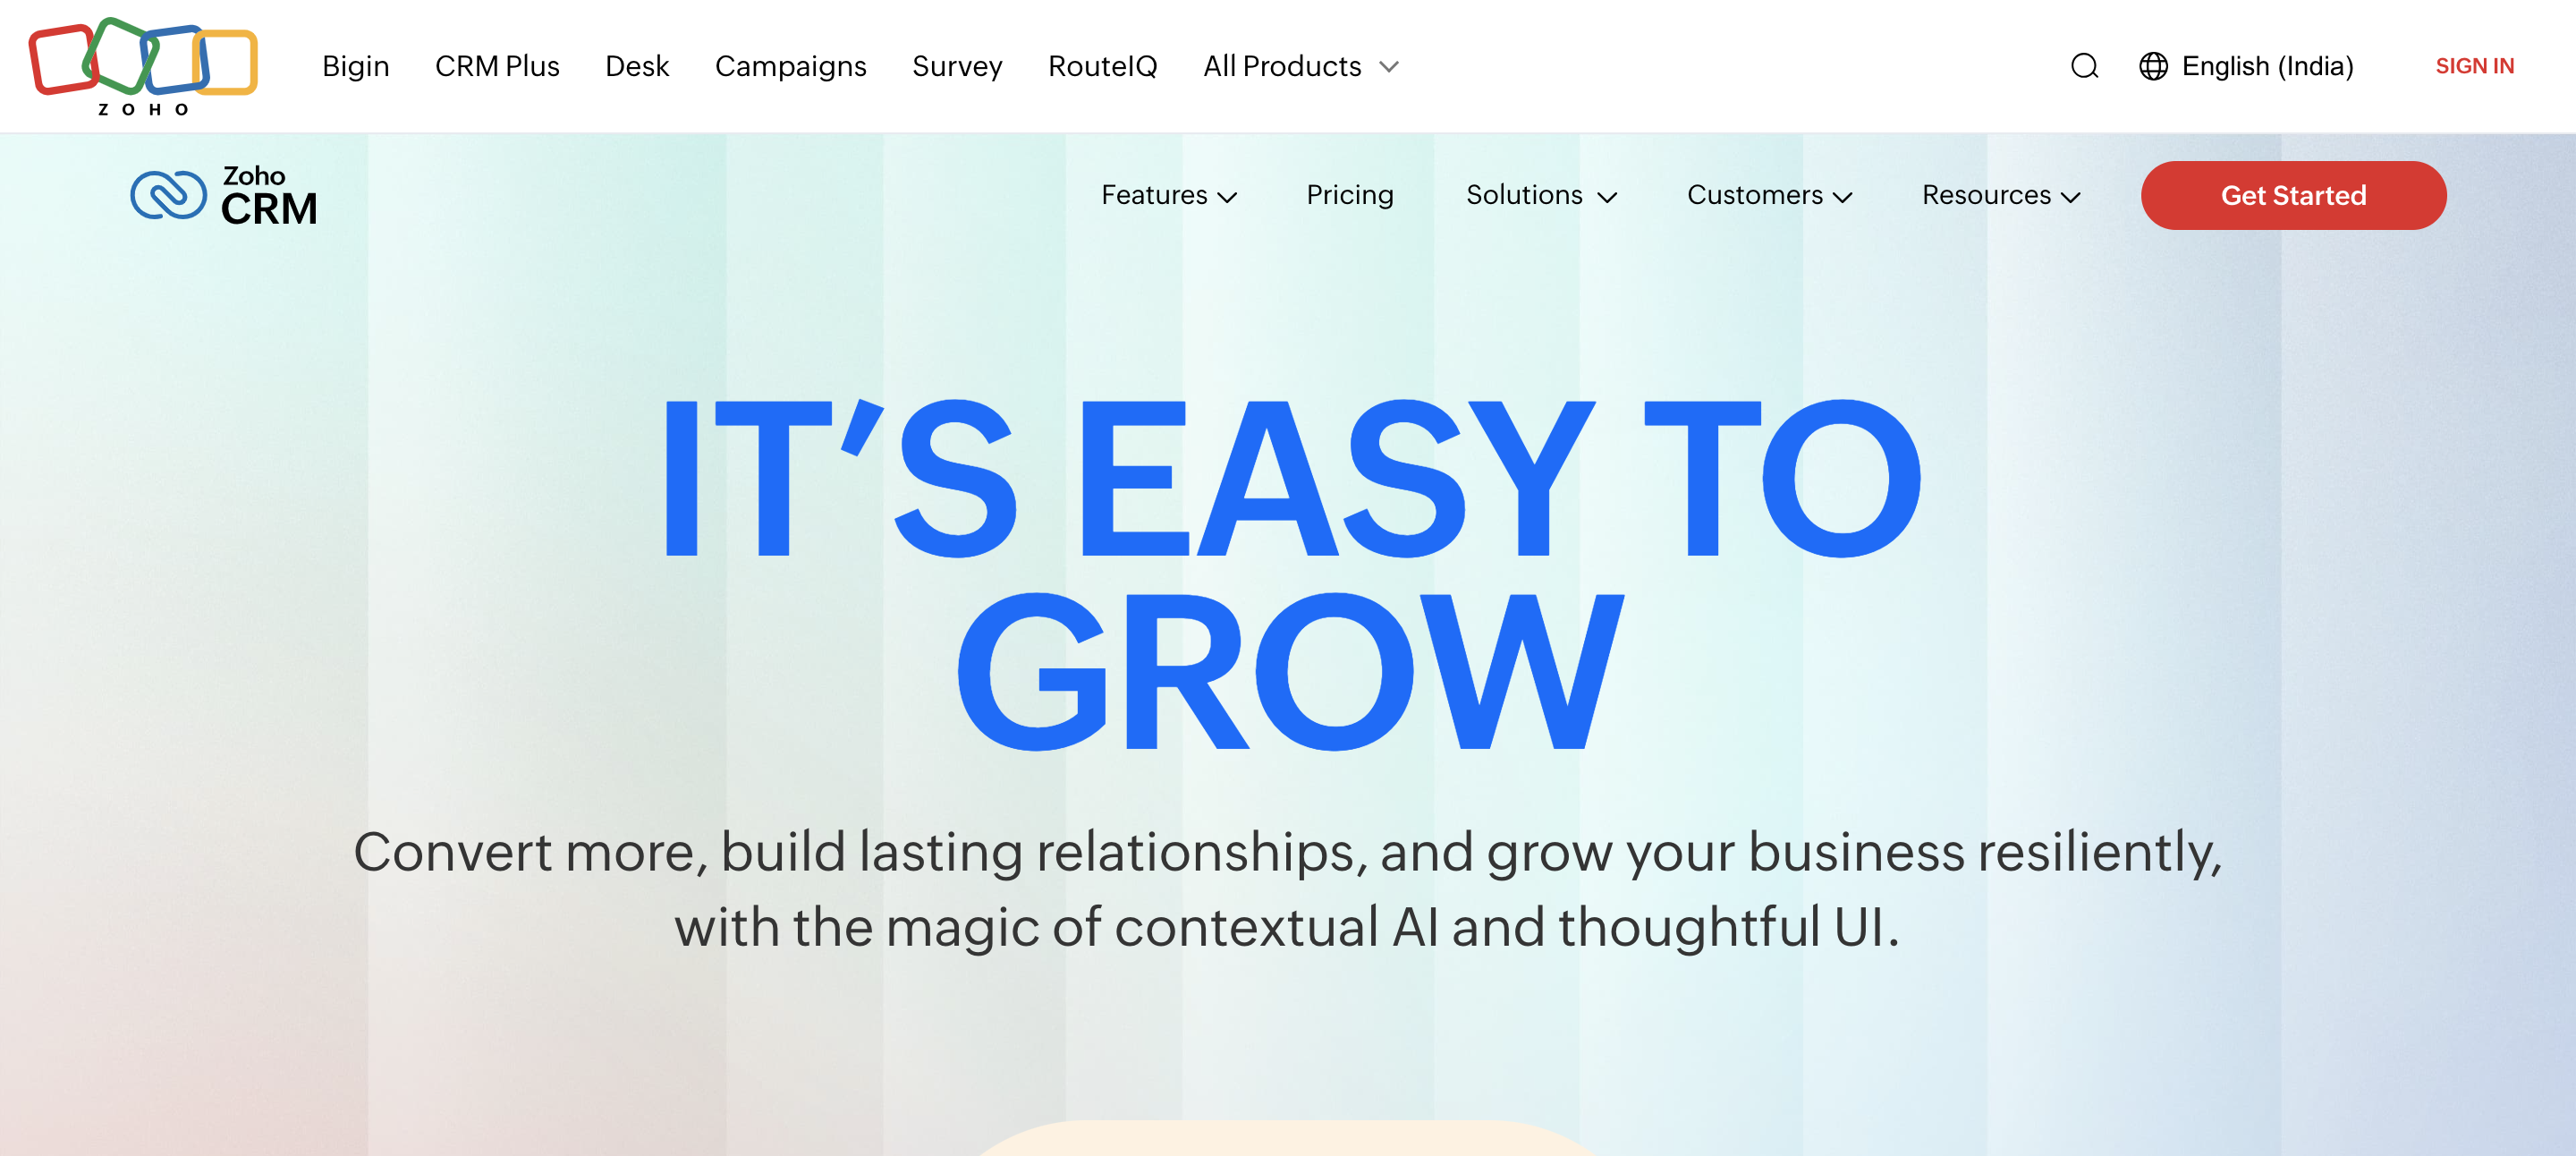 ZOHO
Bigin CRM Plus Desk Campaigns Survey RouteIQ All Products
English (India) SIGN IN
Zoho
CRM
Features Pricing Solutions Customers Resources Get Started
IT’S EASY TO
GROW
Convert more, build lasting relationships, and grow your business resiliently,
with the magic of contextual AI and thoughtful UI.